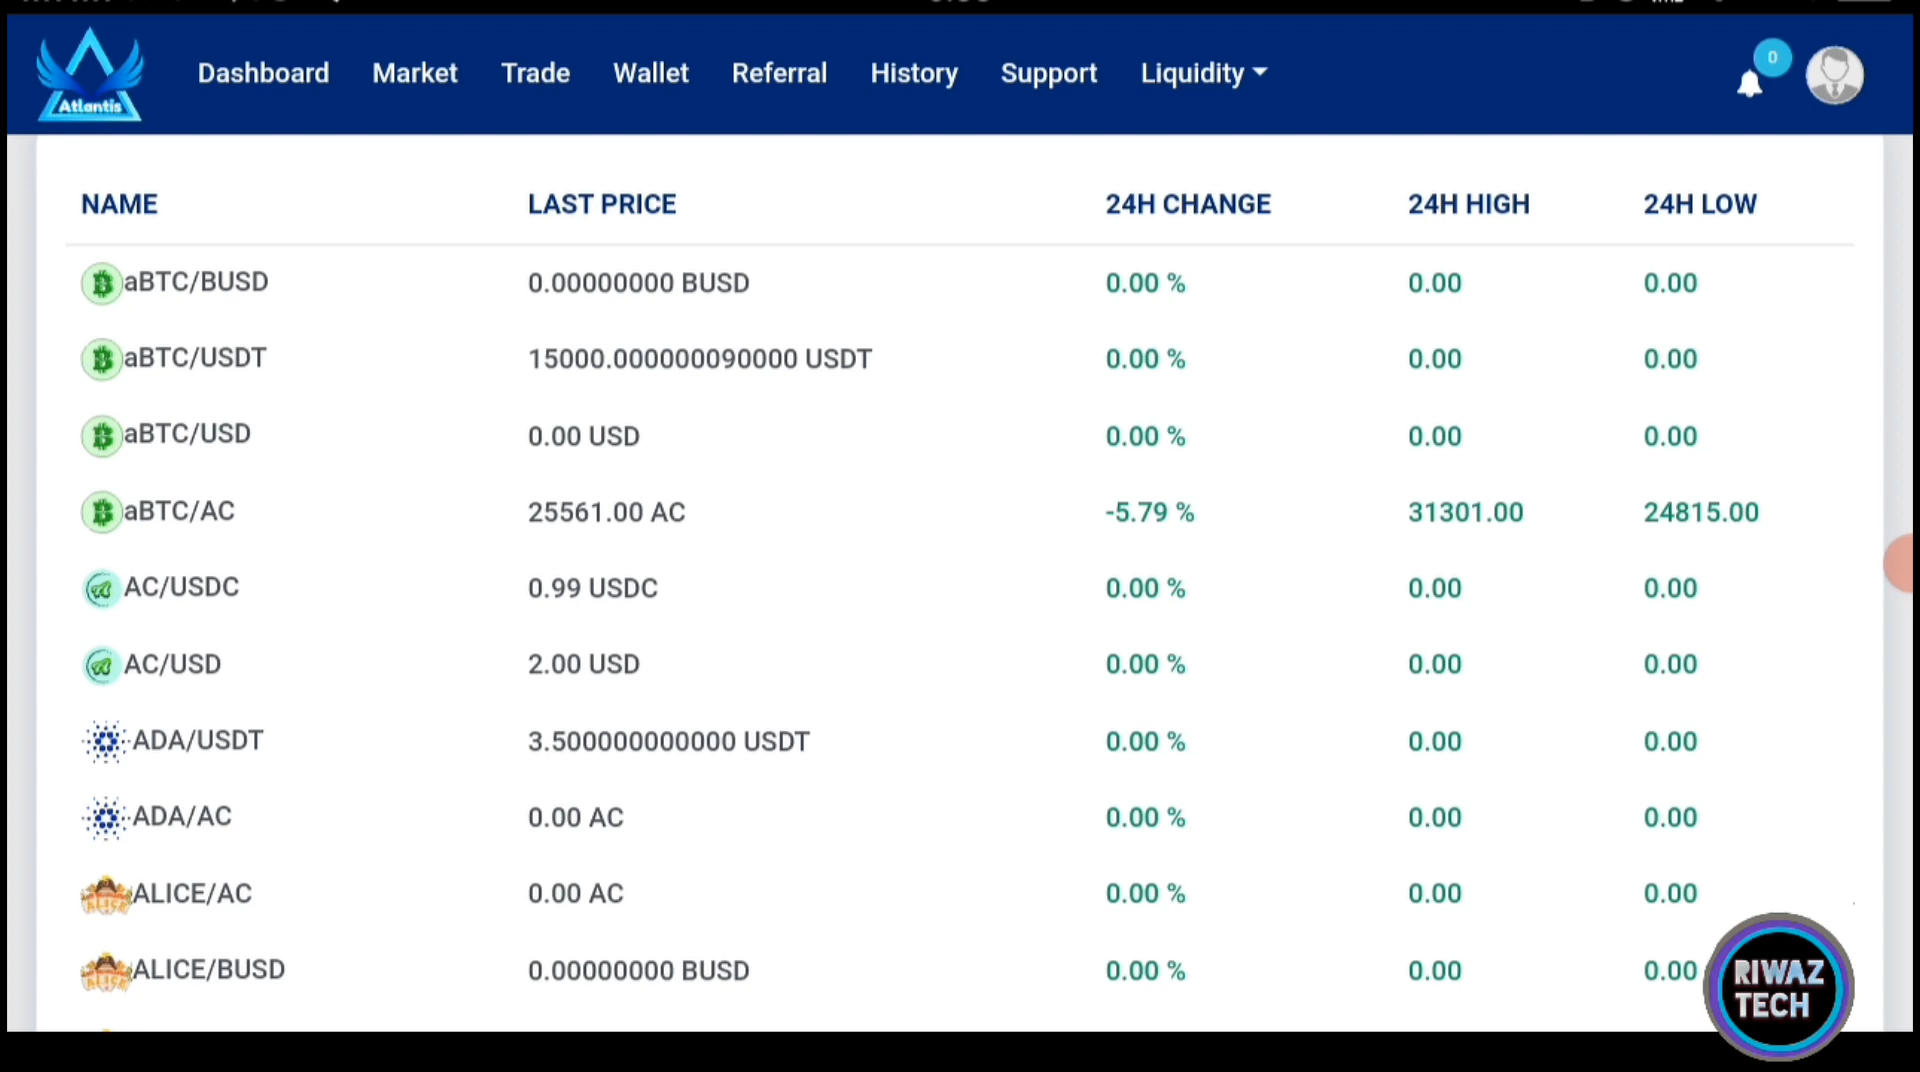 Atlantis
Dashboard Market Trade Wallet Referral History Support Liquidity
0
NAME LAST PRICE 24H CHANGE 24H HIGH 24H LOW
aBTC/BUSD 0.00000000 BUSD 0.00 % 0.00 0.00
aBTC/USDT 15000.000000090000 USDT 0.00 % 0.00 0.00
aBTC/USD 0.00 USD 0.00 % 0.00 0.00
aBTC/AC 25561.00 AC -5.79 % 31301.00 24815.00
AC/USDC 0.99 USDC 0.00 % 0.00 0.00
AC/USD 2.00 USD 0.00 % 0.00 0.00
ADA/USDT 3.500000000000 USDT 0.00 % 0.00 0.00
ADA/AC 0.00 AC 0.00 % 0.00 0.00
ALICE/AC 0.00 AC 0.00 % 0.00 0.00
ALICE/BUSD 0.00000000 BUSD 0.00 % 0.00 0.00
RIWAZ
TECH